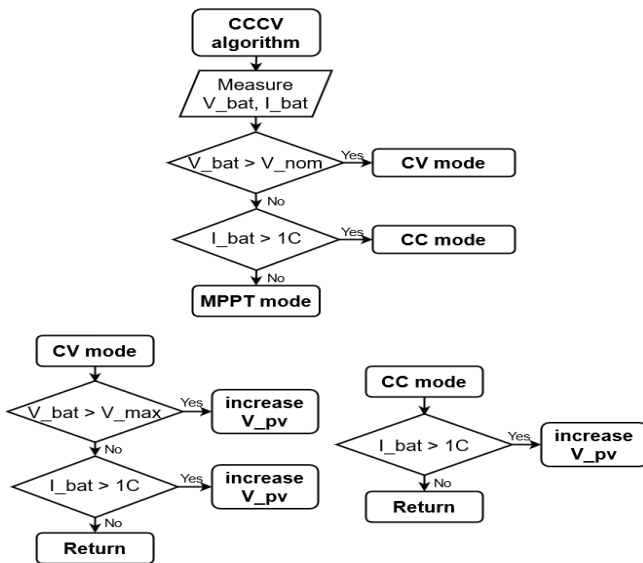 CCCV
algorithm
Measure
V_bat, I_bat
V_bat > V_nom
Yes
CV mode
No
I_bat > 1C
Yes
CC mode
No
MPPT mode
CV mode
V_bat > V_max
Yes
increase
V_pv
No
I_bat > 1C
Yes
increase
V_pv
No
Return
CC mode
I_bat > 1C
Yes
increase
V_pv
No
Return